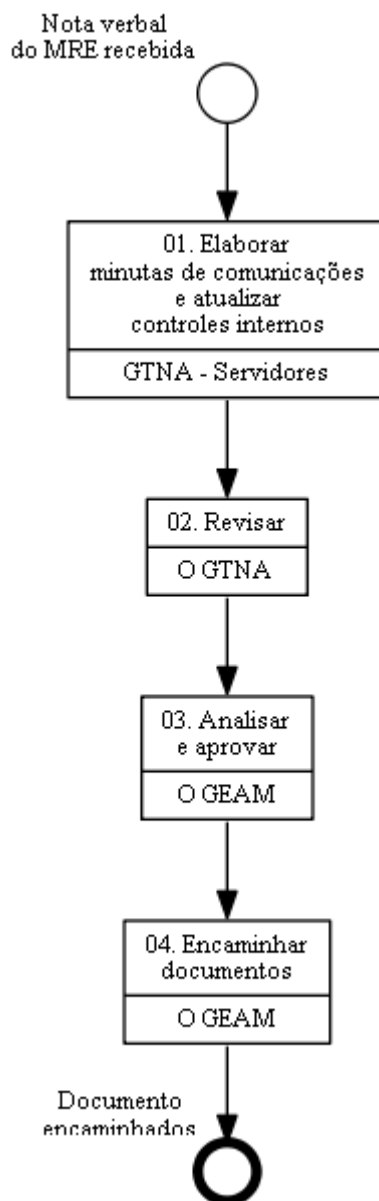 Nota verbal
do MRE recebida
01. Elaborar
minutas de comunicações
e atualizar
controles internos
GTNA - Servidores
02. Revisar
O GTNA
03. Analisar
e aprovar
O GEAM
04. Encaminhar
documentos
O GEAM
Documento
encaminhados